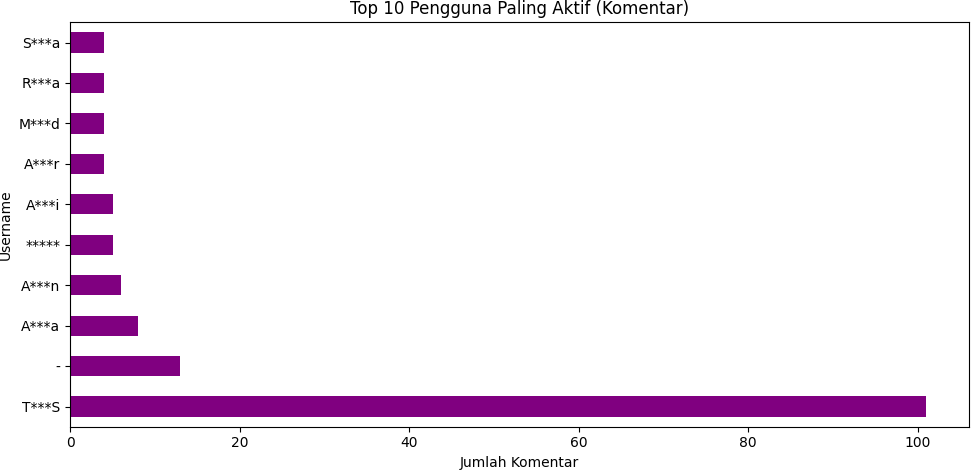 Top 10 Pengguna Paling Aktif (Komentar)
S***a
R***a
M***d
A***r
A***i
*****
A***n
A***a
-
T***S
Username
0 20 40 60 80 100
Jumlah Komentar